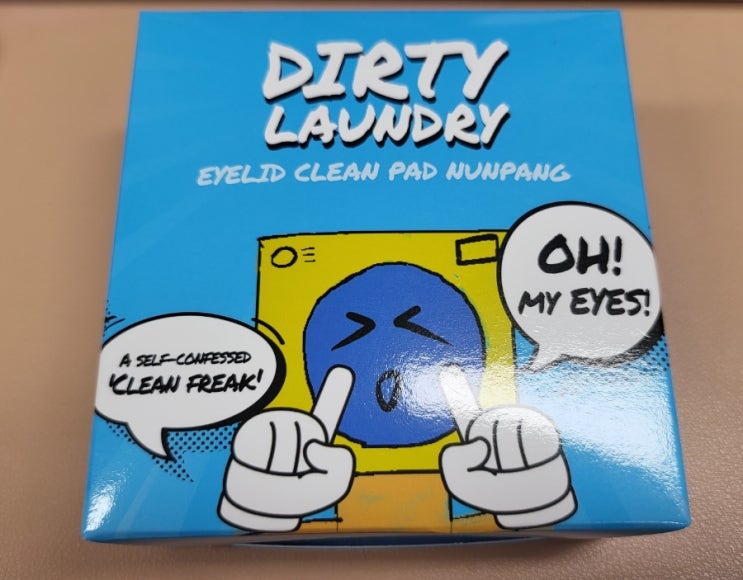 DIRTY
LAUNDRY
EYELID CLEAN PAD NUNPANG
OH!
MY EYES!
A SELF-CONFESSED
'CLEAN FREAK'